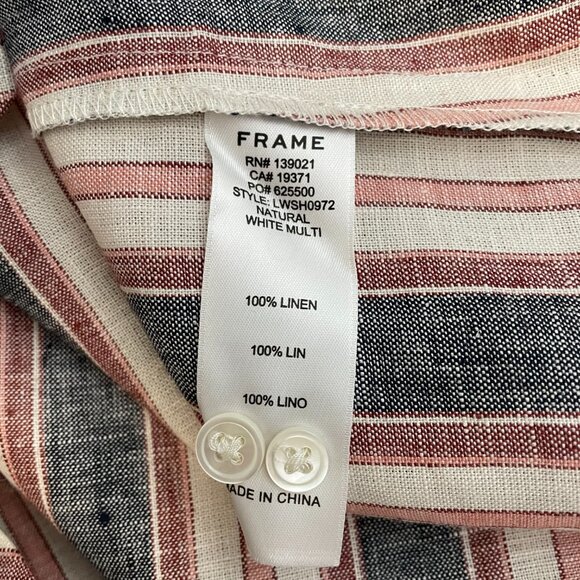 FRAME
RN# 139021
CA# 19371
PO# 625500
STYLE: LWSH0972
NATURAL
WHITE MULTI
100% LINEN
100% LIN
100% LINO
MADE IN CHINA